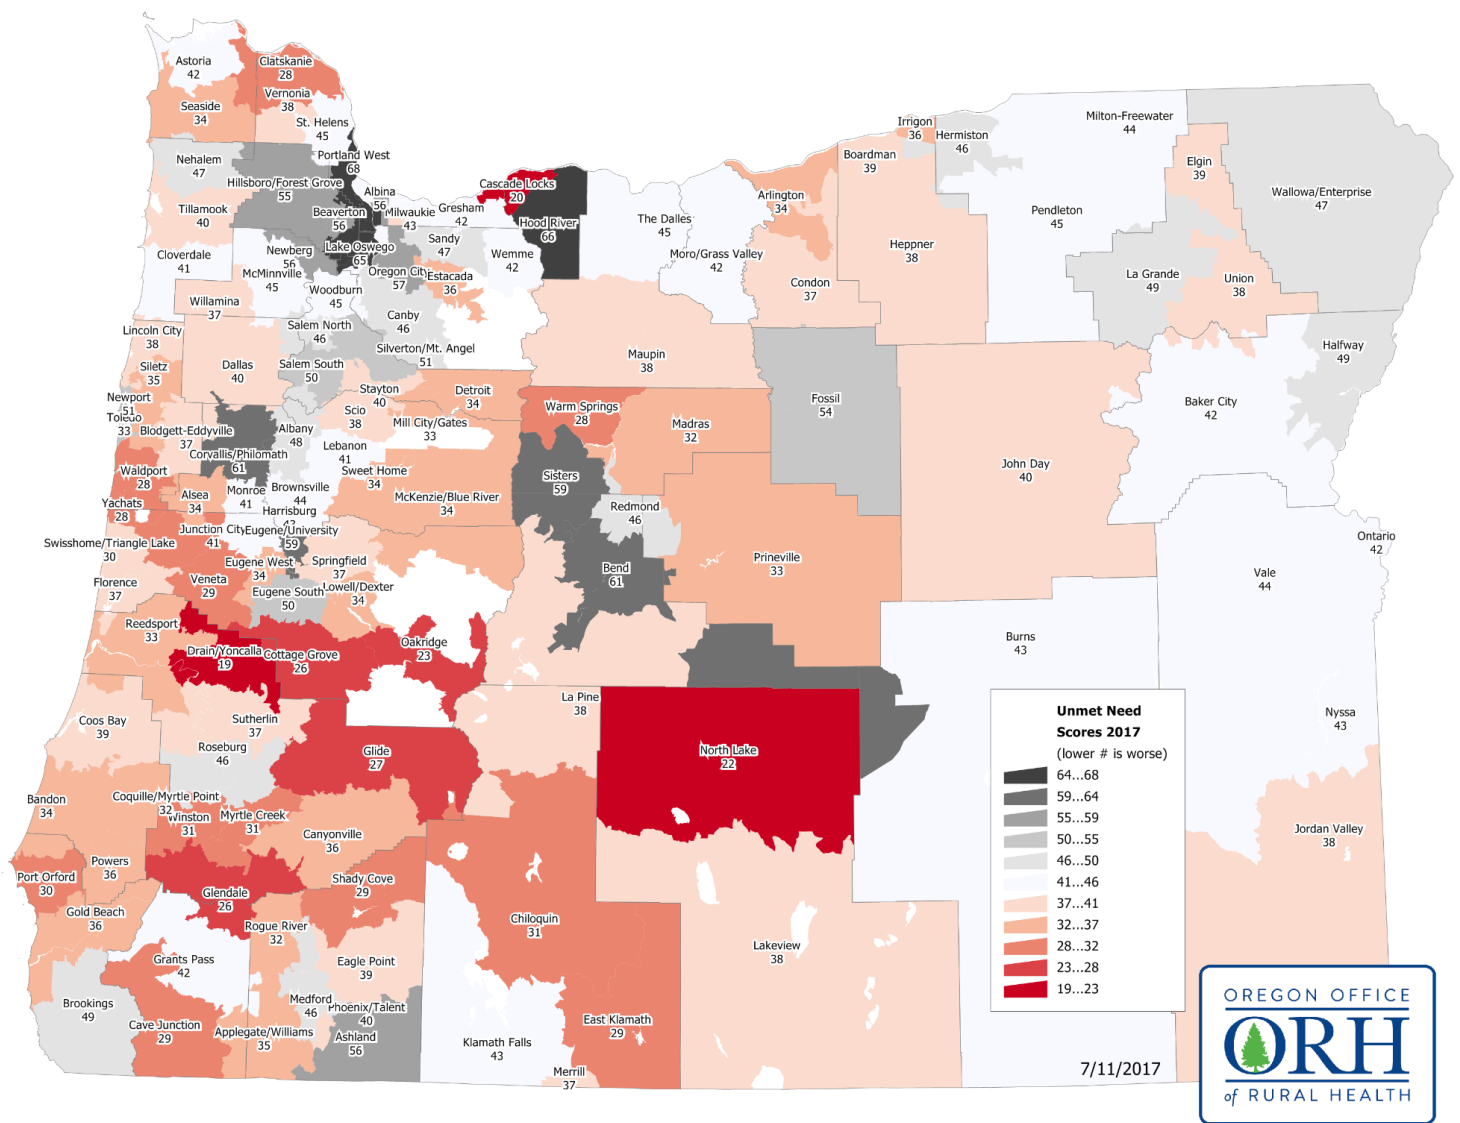 Astoria
42
Clatskanie
28
Vernonia
38
Seaside
34
St. Helens
45
Portland West
68
Nehalem
47
Hillsboro/Forest Grove
55
Albina
56
Beaverton
56
Milwaukie
43
Gresham
42
Cascade Locks
20
Hood River
66
Tillamook
40
Lake Oswego
65
Sandy
47
Wemme
42
The Dalles
45
Moro/Grass Valley
42
Arlington
34
Boardman
39
Irrigon
36
Hermiston
46
Milton-Freewater
44
Elgin
39
Wallowa/Enterprise
47
Pendleton
45
Heppner
38
La Grande
49
Union
38
Condon
37
Cloverdale
41
Newberg
56
McMinnville
45
Oregon City
57
Estacada
36
Woodburn
45
Willamina
37
Canby
46
Lincoln City
38
Salem North
46
Silverton/Mt. Angel
51
Siletz
35
Dallas
40
Salem South
50
Maupin
38
Halfway
49
Newport
51
Stayton
40
Detroit
34
Warm Springs
28
Fossil
54
Baker City
42
Toledo
33
Scio
38
Mill City/Gates
33
Madras
32
Blodgett-Eddyville
37
Albany
48
Corvallis/Philomath
61
Lebanon
41
Sweet Home
34
John Day
40
Waldport
28
Sisters
59
Alsea
34
Monroe
41
Brownsville
44
McKenzie/Blue River
34
Yachats
28
Harrisburg
42
Redmond
46
Junction City
41
Eugene/University
59
Swisshome/Triangle Lake
30
Ontario
42
Eugene West
34
Springfield
37
Prineville
33
Bend
61
Vale
44
Florence
37
Veneta
29
Eugene South
50
Lowell/Dexter
34
Reedsport
33
Oakridge
23
Burns
43
Drain/Yoncalla
19
Cottage Grove
26
La Pine
38
Coos Bay
39
Sutherlin
37
Nyssa
43
Roseburg
46
Glide
27
North Lake
22
Unmet Need
Scores 2017
(lower # is worse)
64...68
59...64
55...59
50...55
46...50
41...46
37...41
32...37
28...32
23...28
19...23
Bandon
34
Coquille/Myrtle Point
32
Winston
31
Myrtle Creek
31
Canyonville
36
Jordan Valley
38
Powers
36
Port Orford
30
Shady Cove
29
Glendale
26
Gold Beach
36
Rogue River
32
Chiloquin
31
Lakeview
38
Grants Pass
42
Eagle Point
39
Brookings
49
Medford
46
Phoenix/Talent
40
Cave Junction
29
Applegate/Williams
35
Ashland
56
East Klamath
29
Klamath Falls
43
Merrill
37
7/11/2017
OREGON OFFICE
ORH
of RURAL HEALTH